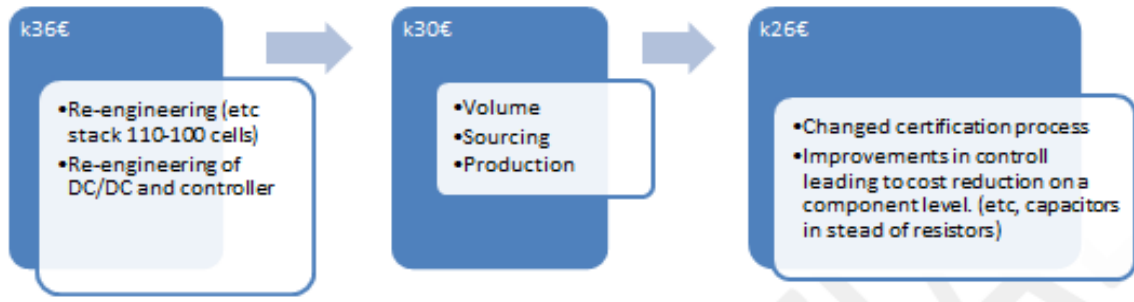 k36€
•Re-engineering (etc
stack 110-100 cells)
•Re-engineering of
DC/DC and controller
k30€
•Volume
•Sourcing
•Production
k26€
•Changed certification process
•Improvements in controll
leading to cost reduction on a
component level. (etc, capacitors
in stead of resistors)